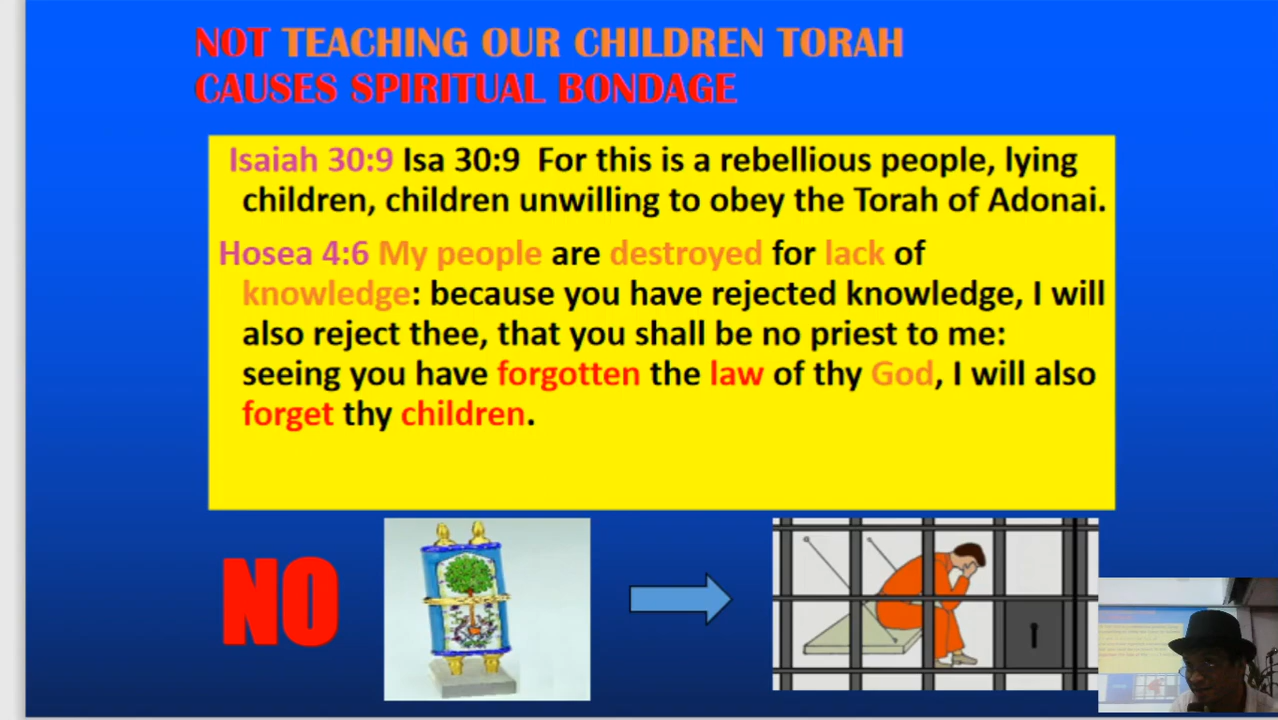 NOT TEACHING OUR CHILDREN TORAH
CAUSES SPIRITUAL BONDAGE
Isaiah 30:9 Isa 30:9 For this is a rebellious people, lying
children, children unwilling to obey the Torah of Adonai.
Hosea 4:6 My people are destroyed for lack of
knowledge: because you have rejected knowledge, I will
also reject thee, that you shall be no priest to me:
seeing you have forgotten the law of thy God, I will also
forget thy children.
NO